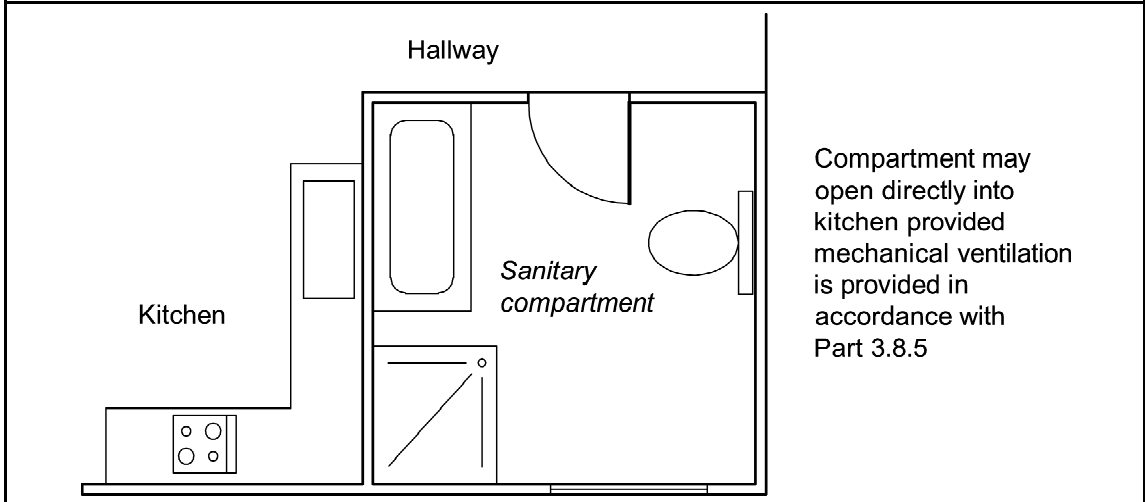 Hallway
Compartment may
open directly into
kitchen provided
mechanical ventilation
is provided in
accordance with
Part 3.8.5
Sanitary
compartment
Kitchen